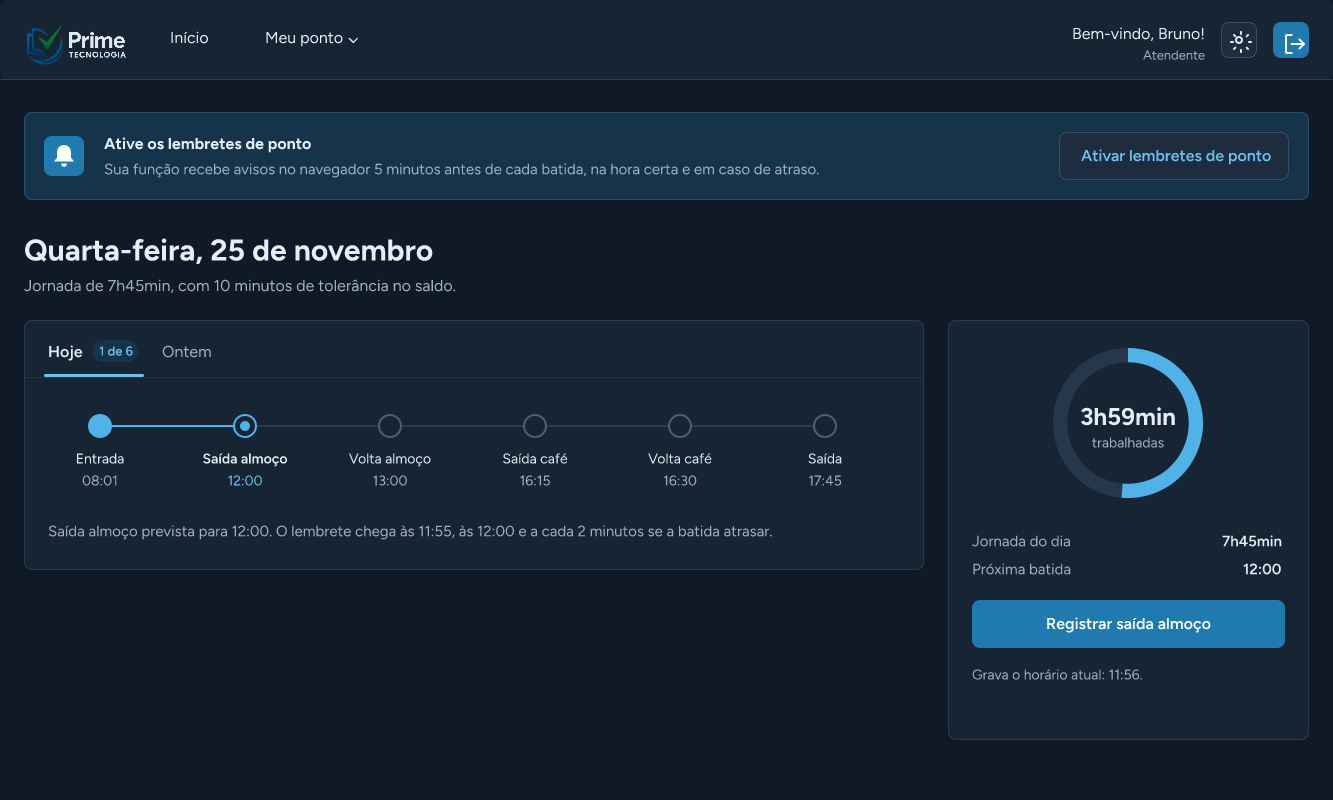 Prime
TECNOLOGIA
Início
Meu ponto
Bem-vindo, Bruno!
Atendente
Ative os lembretes de ponto
Sua função recebe avisos no navegador 5 minutos antes de cada batida, na hora certa e em caso de atraso.
Ativar lembretes de ponto
Quarta-feira, 25 de novembro
Jornada de 7h45min, com 10 minutos de tolerância no saldo.
Hoje 1 de 6 Ontem
Entrada
08:01
Saída almoço
12:00
Volta almoço
13:00
Saída café
16:15
Volta café
16:30
Saída
17:45
Saída almoço prevista para 12:00. O lembrete chega às 11:55, às 12:00 e a cada 2 minutos se a batida atrasar.
3h59min
trabalhadas
Jornada do dia 7h45min
Próxima batida 12:00
Registrar saída almoço
Grava o horário atual: 11:56.